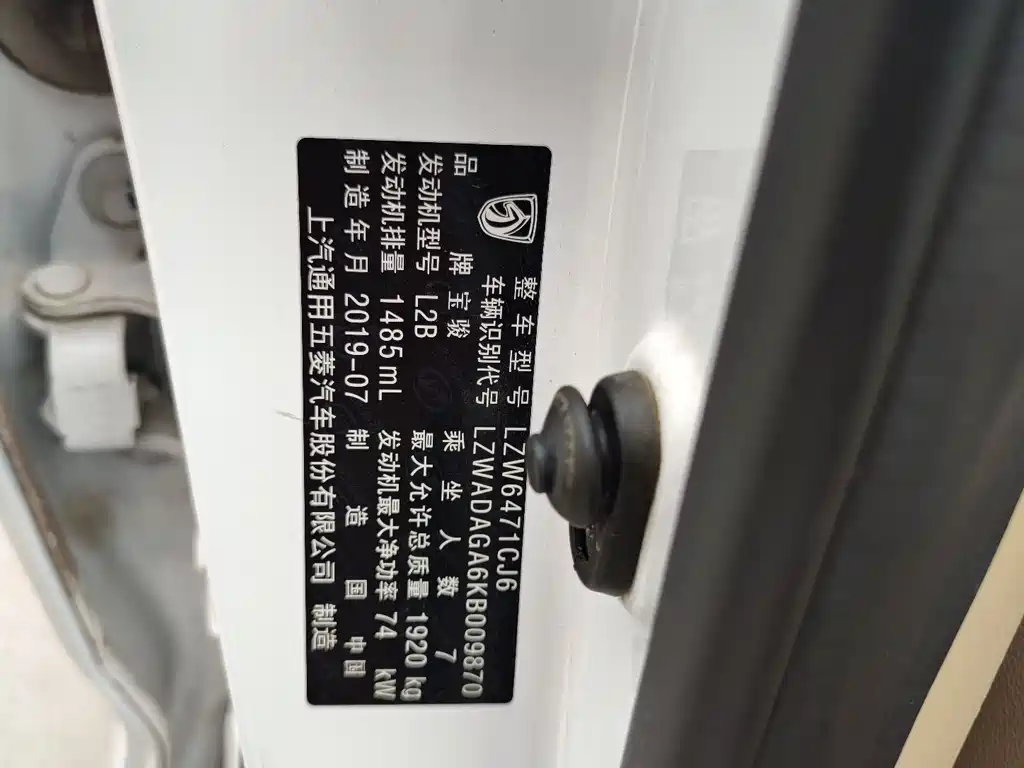 整车型号 LZW6471CJ6
车辆识别代号 LZWADAGA6KB009870
品牌 宝骏 乘坐人数 7
发动机型号 L2B 最大允许总质量 1920 kg
发动机排量 1485 mL 发动机最大净功率 74 kW
制造年月 2019-07 制造国 中国
上汽通用五菱汽车股份有限公司 制造